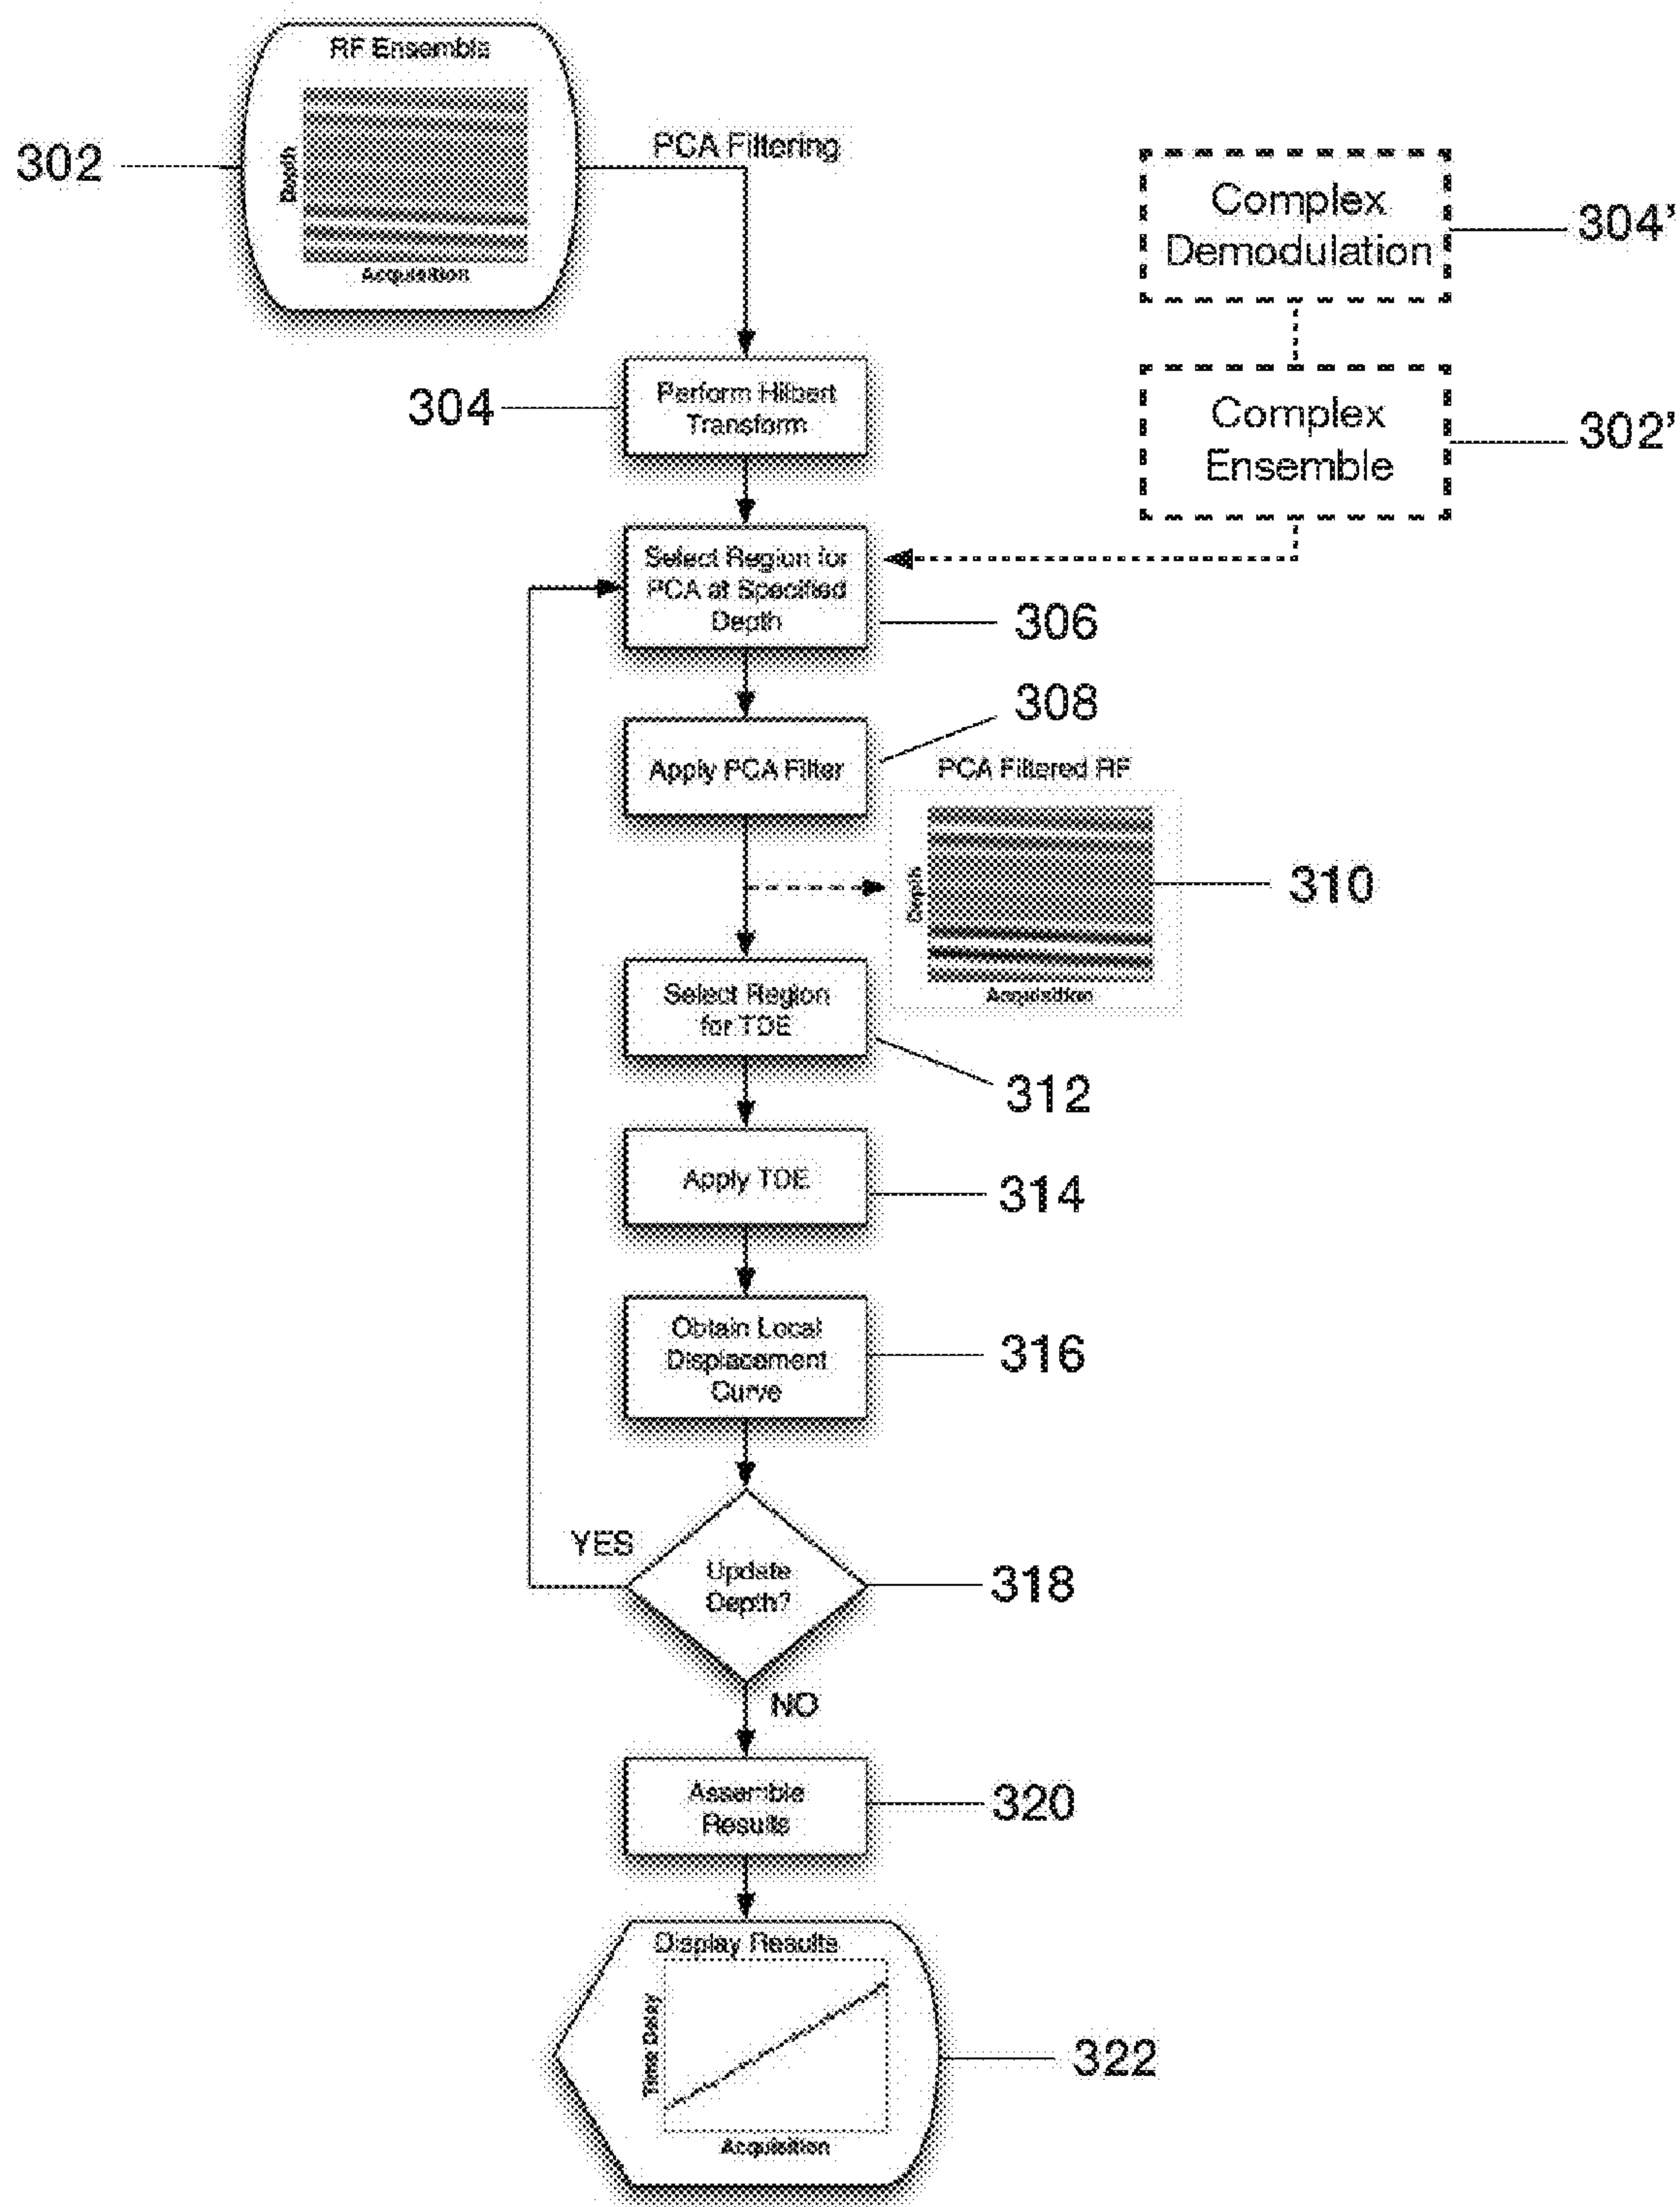 RF Ensemble
Depth
Acquisition
302
PCA Filtering
Complex
Demodulation
304'
Complex
Ensemble
302'
304
Perform Hilbert
Transform
Select Region for
PCA at Specified
Depth
306
308
Apply PCA Filter
PCA Filtered RF
Depth
Acquisition
310
Select Region
for TDE
312
Apply TDE
314
Obtain Local
Displacement
Curve
316
YES
Update
Depth?
318
NO
Assemble
Results
320
Display Results
Time Delay
Acquisition
322